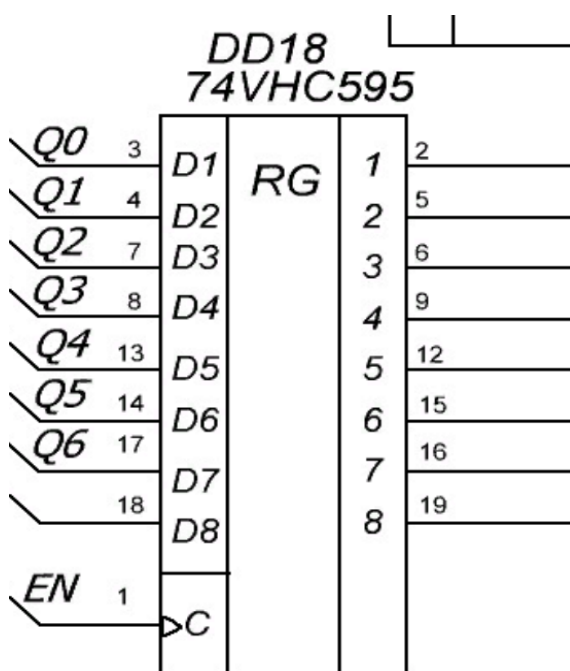 DD18
74VHC595
Q0 3 D1 RG 1 2
Q1 4 D2 2 5
Q2 7 D3 3 6
Q3 8 D4 4 9
Q4 13 D5 5 12
Q5 14 D6 6 15
Q6 17 D7 7 16
18 D8 8 19
EN 1 C